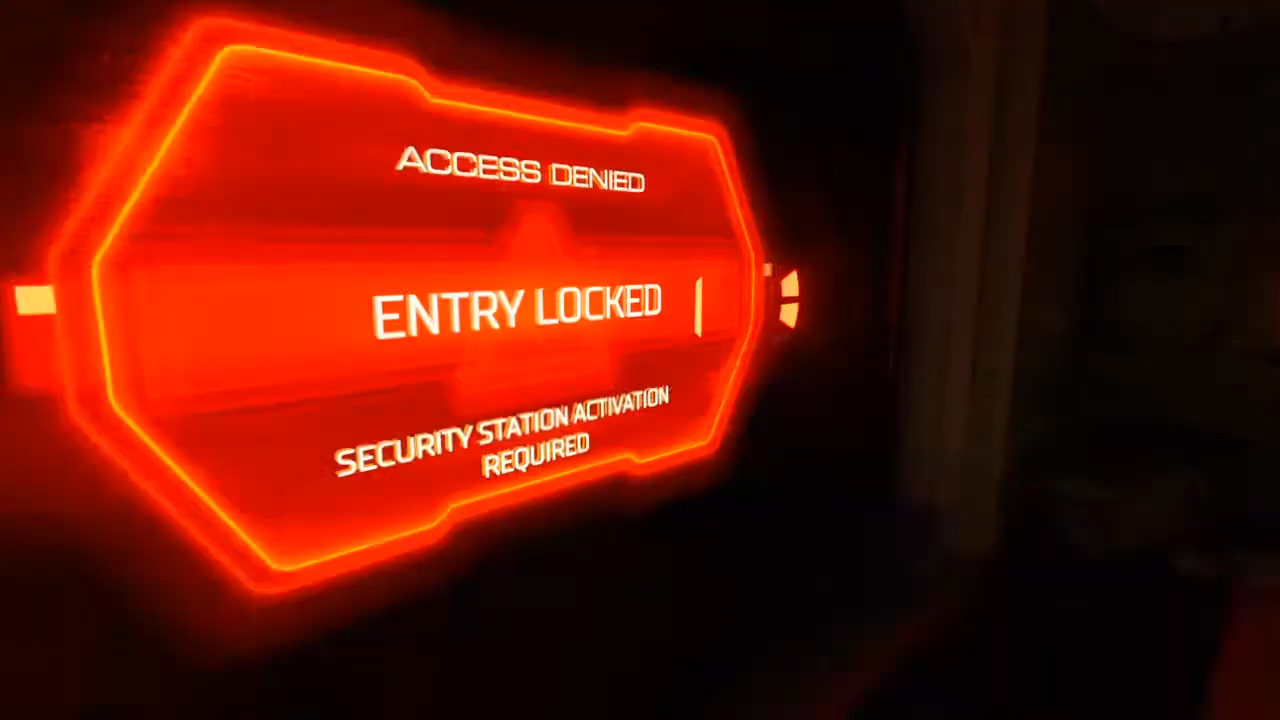 ACCESS DENIED
ENTRY LOCKED
SECURITY STATION ACTIVATION
REQUIRED